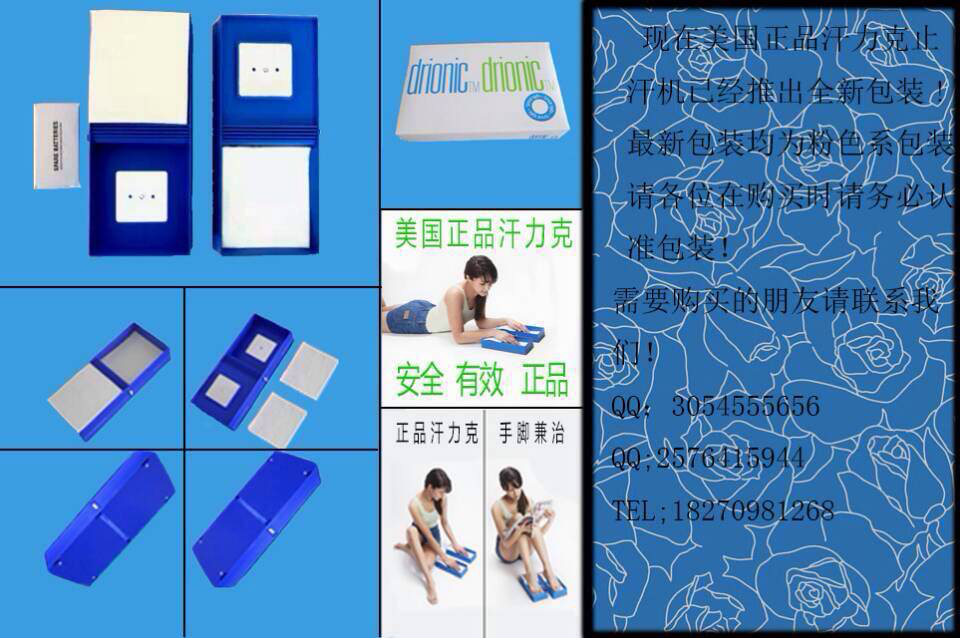 SPARE BATTERIES
drionic™ drionic™
美国正品汗力克
安全 有效 正品
正品汗力克
手脚兼治
现在美国正品汗力克止
汗机已经推出全新包装！
最新包装均为粉色系包装
请各位在购买时请务必认
准包装！
需要购买的朋友请联系我
们！
QQ：3054555656
QQ;2576415944
TEL;18270981268